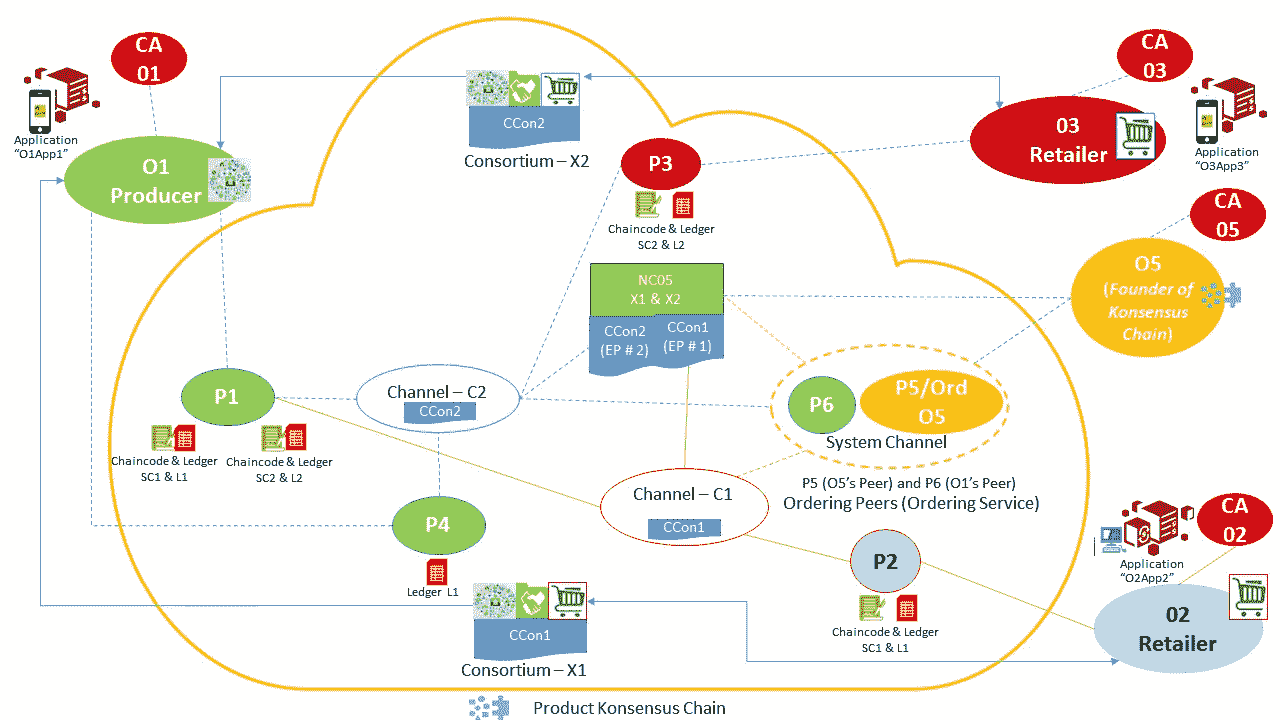 CA
01
Application
“O1App1”
O1
Producer
CCon2
Consortium – X2
CA
03
03
Retailer
Application
“O3App3”
P3
Chaincode & Ledger
SC2 & L2
CA
05
O5
(Founder of
Konsensus
Chain)
NC05
X1 & X2
CCon2
(EP # 2)
CCon1
(EP # 1)
P1
Chaincode & Ledger
SC1 & L1
Chaincode & Ledger
SC2 & L2
Channel – C2
CCon2
P6
P5/Ord
O5
System Channel
P5 (O5’s Peer) and P6 (O1’s Peer)
Ordering Peers (Ordering Service)
Channel – C1
CCon1
P4
Ledger L1
P2
Chaincode & Ledger
SC1 & L1
CA
02
Application
“O2App2”
02
Retailer
CCon1
Consortium – X1
Product Konsensus Chain